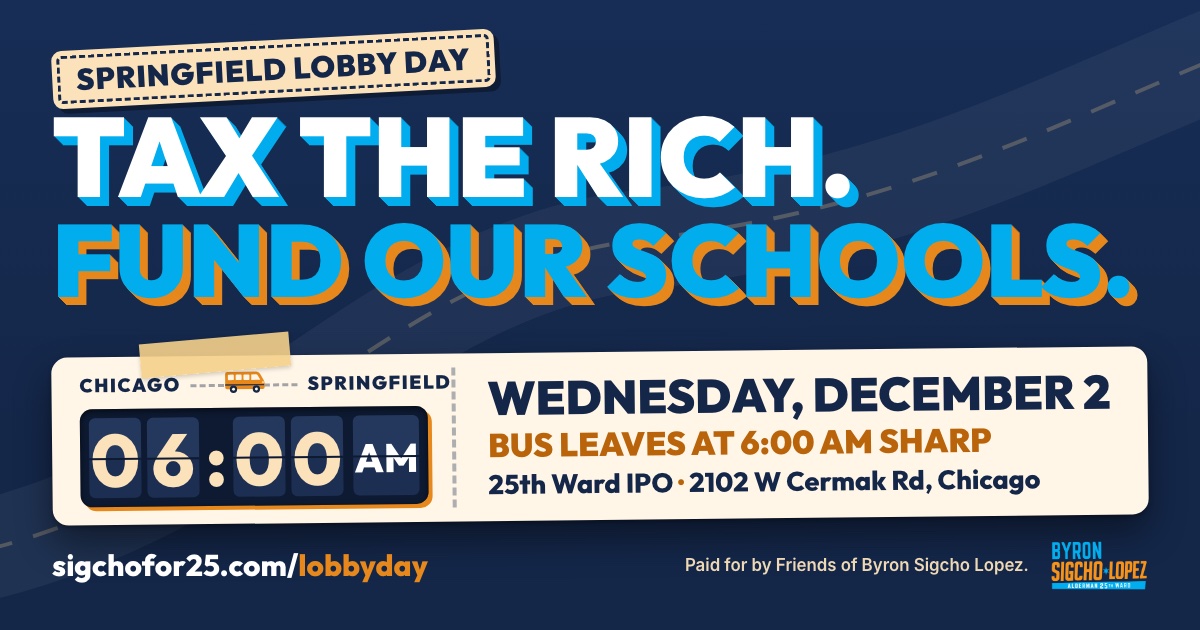 SPRINGFIELD LOBBY DAY
TAX THE RICH.
FUND OUR SCHOOLS.
CHICAGO SPRINGFIELD
06:00 AM
WEDNESDAY, DECEMBER 2
BUS LEAVES AT 6:00 AM SHARP
25th Ward IPO · 2102 W Cermak Rd, Chicago
sigchofor25.com/lobbyday
Paid for by Friends of Byron Sigcho Lopez.
BYRON
SIGCHO·LOPEZ
ALDERMAN 25TH WARD